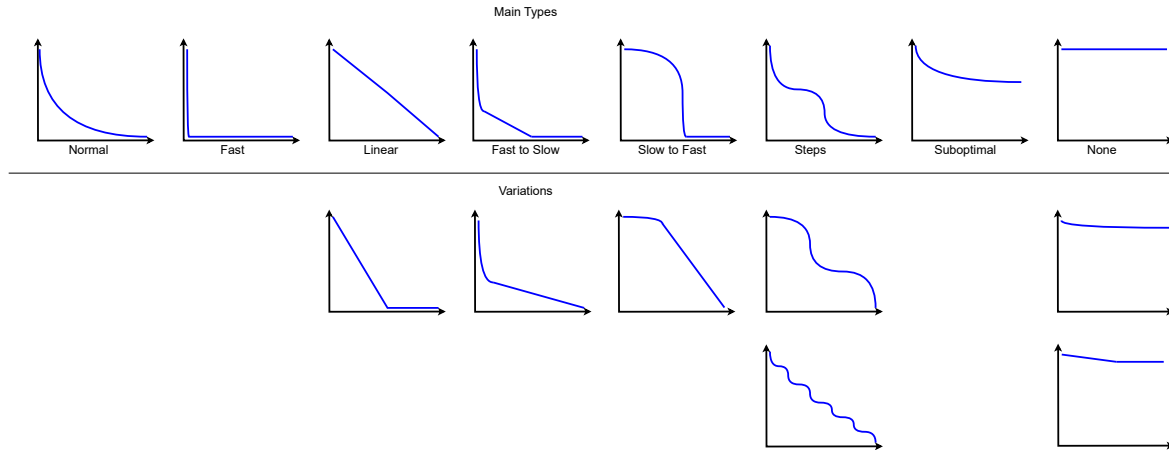 Main Types
Normal
Fast
Linear
Fast to Slow
Slow to Fast
Steps
Suboptimal
None
Variations